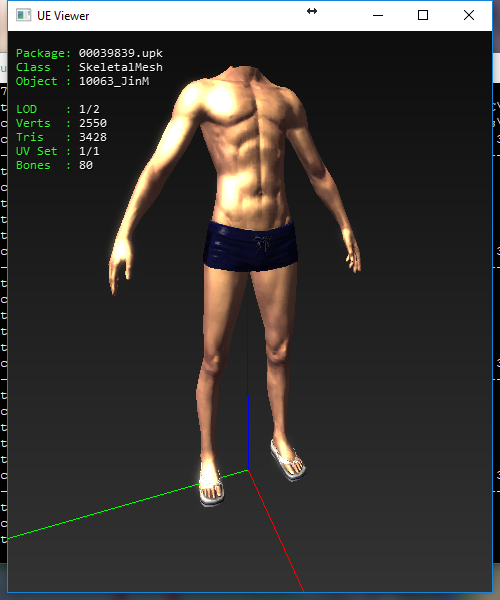 UE Viewer
Package: 00039839.upk
Class : SkeletalMesh
Object : 10063_JinM
LOD : 1/2
Verts : 2550
Tris : 3428
UV Set : 1/1
Bones : 80